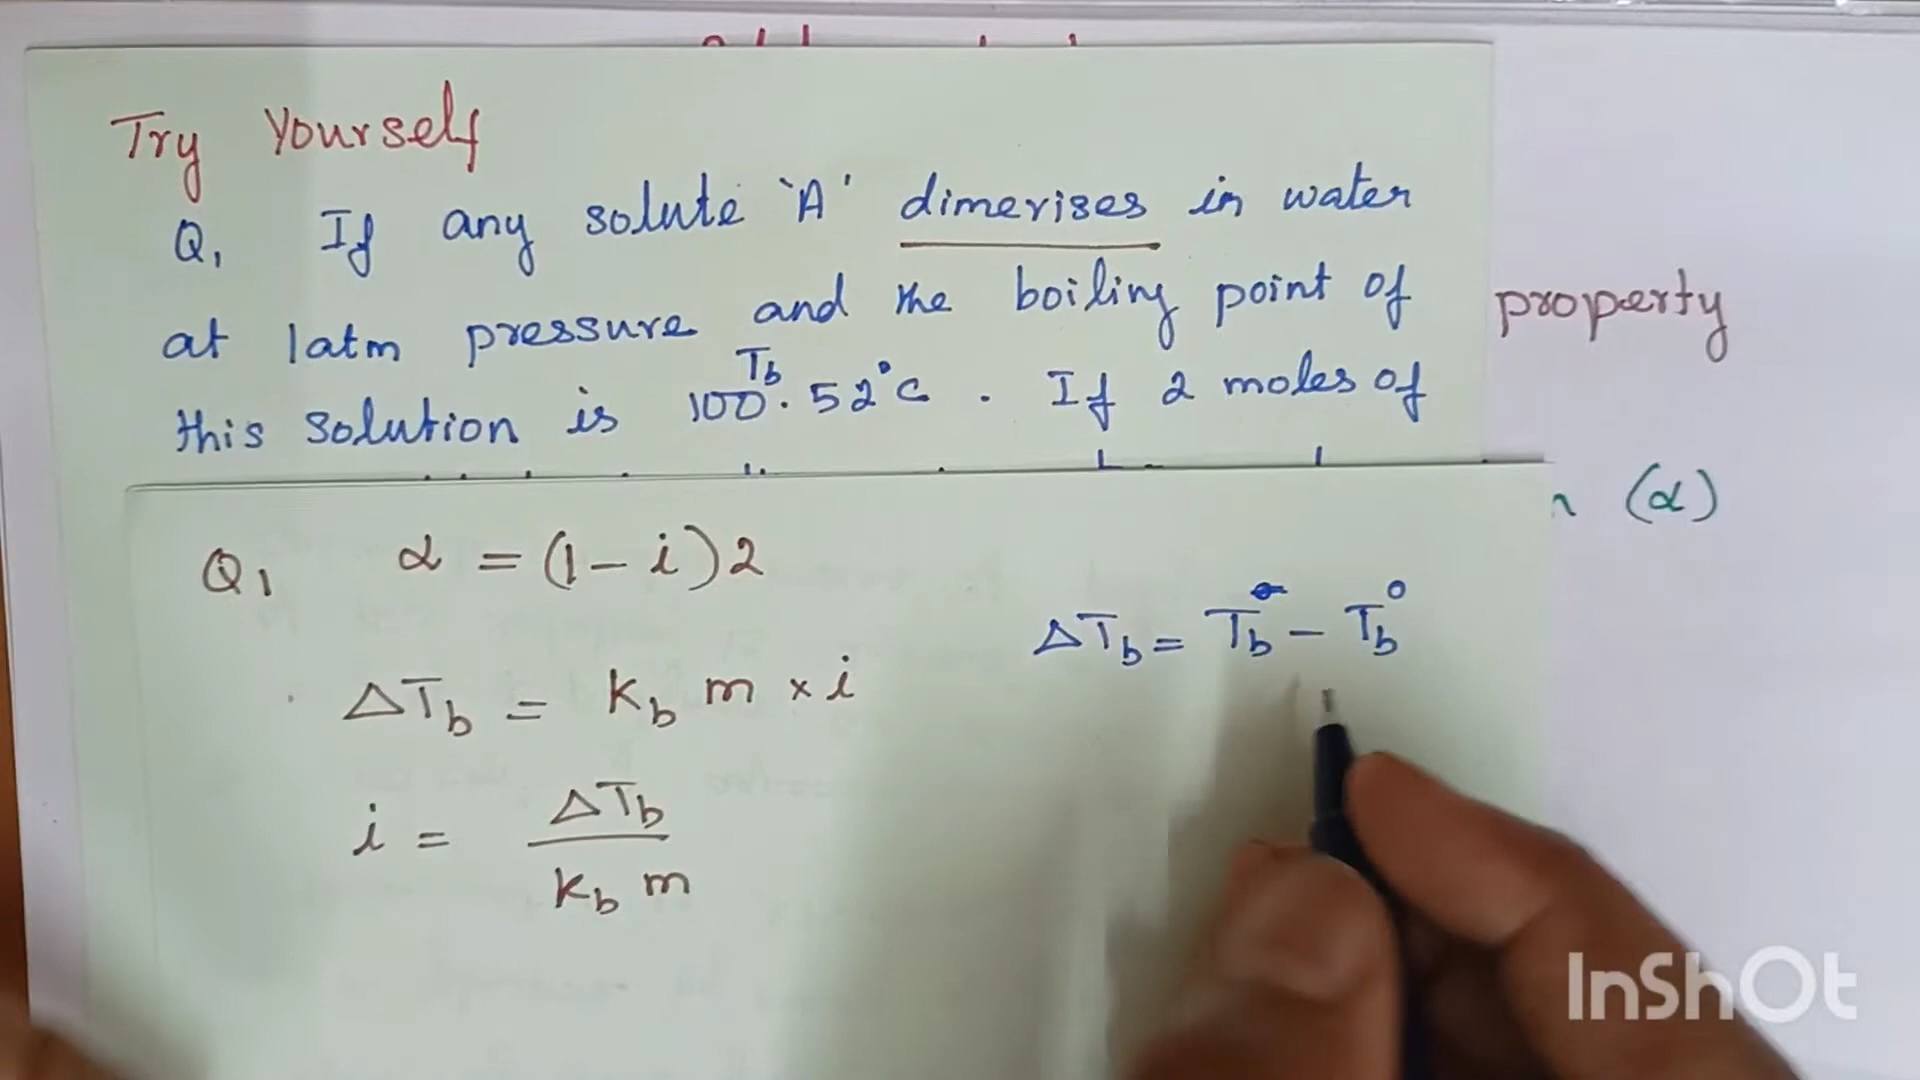 Try Yourself
Q1 If any solute 'A' dimerises in water
at 1atm pressure and the boiling point of
Tb
this solution is 100.52°C. If 2 moles of
property
(α)
Q1 α = (1 - i)2
ΔTb = Tb - Tb°
ΔTb = Kb m × i
i = ΔTb
Kb m
InShOt